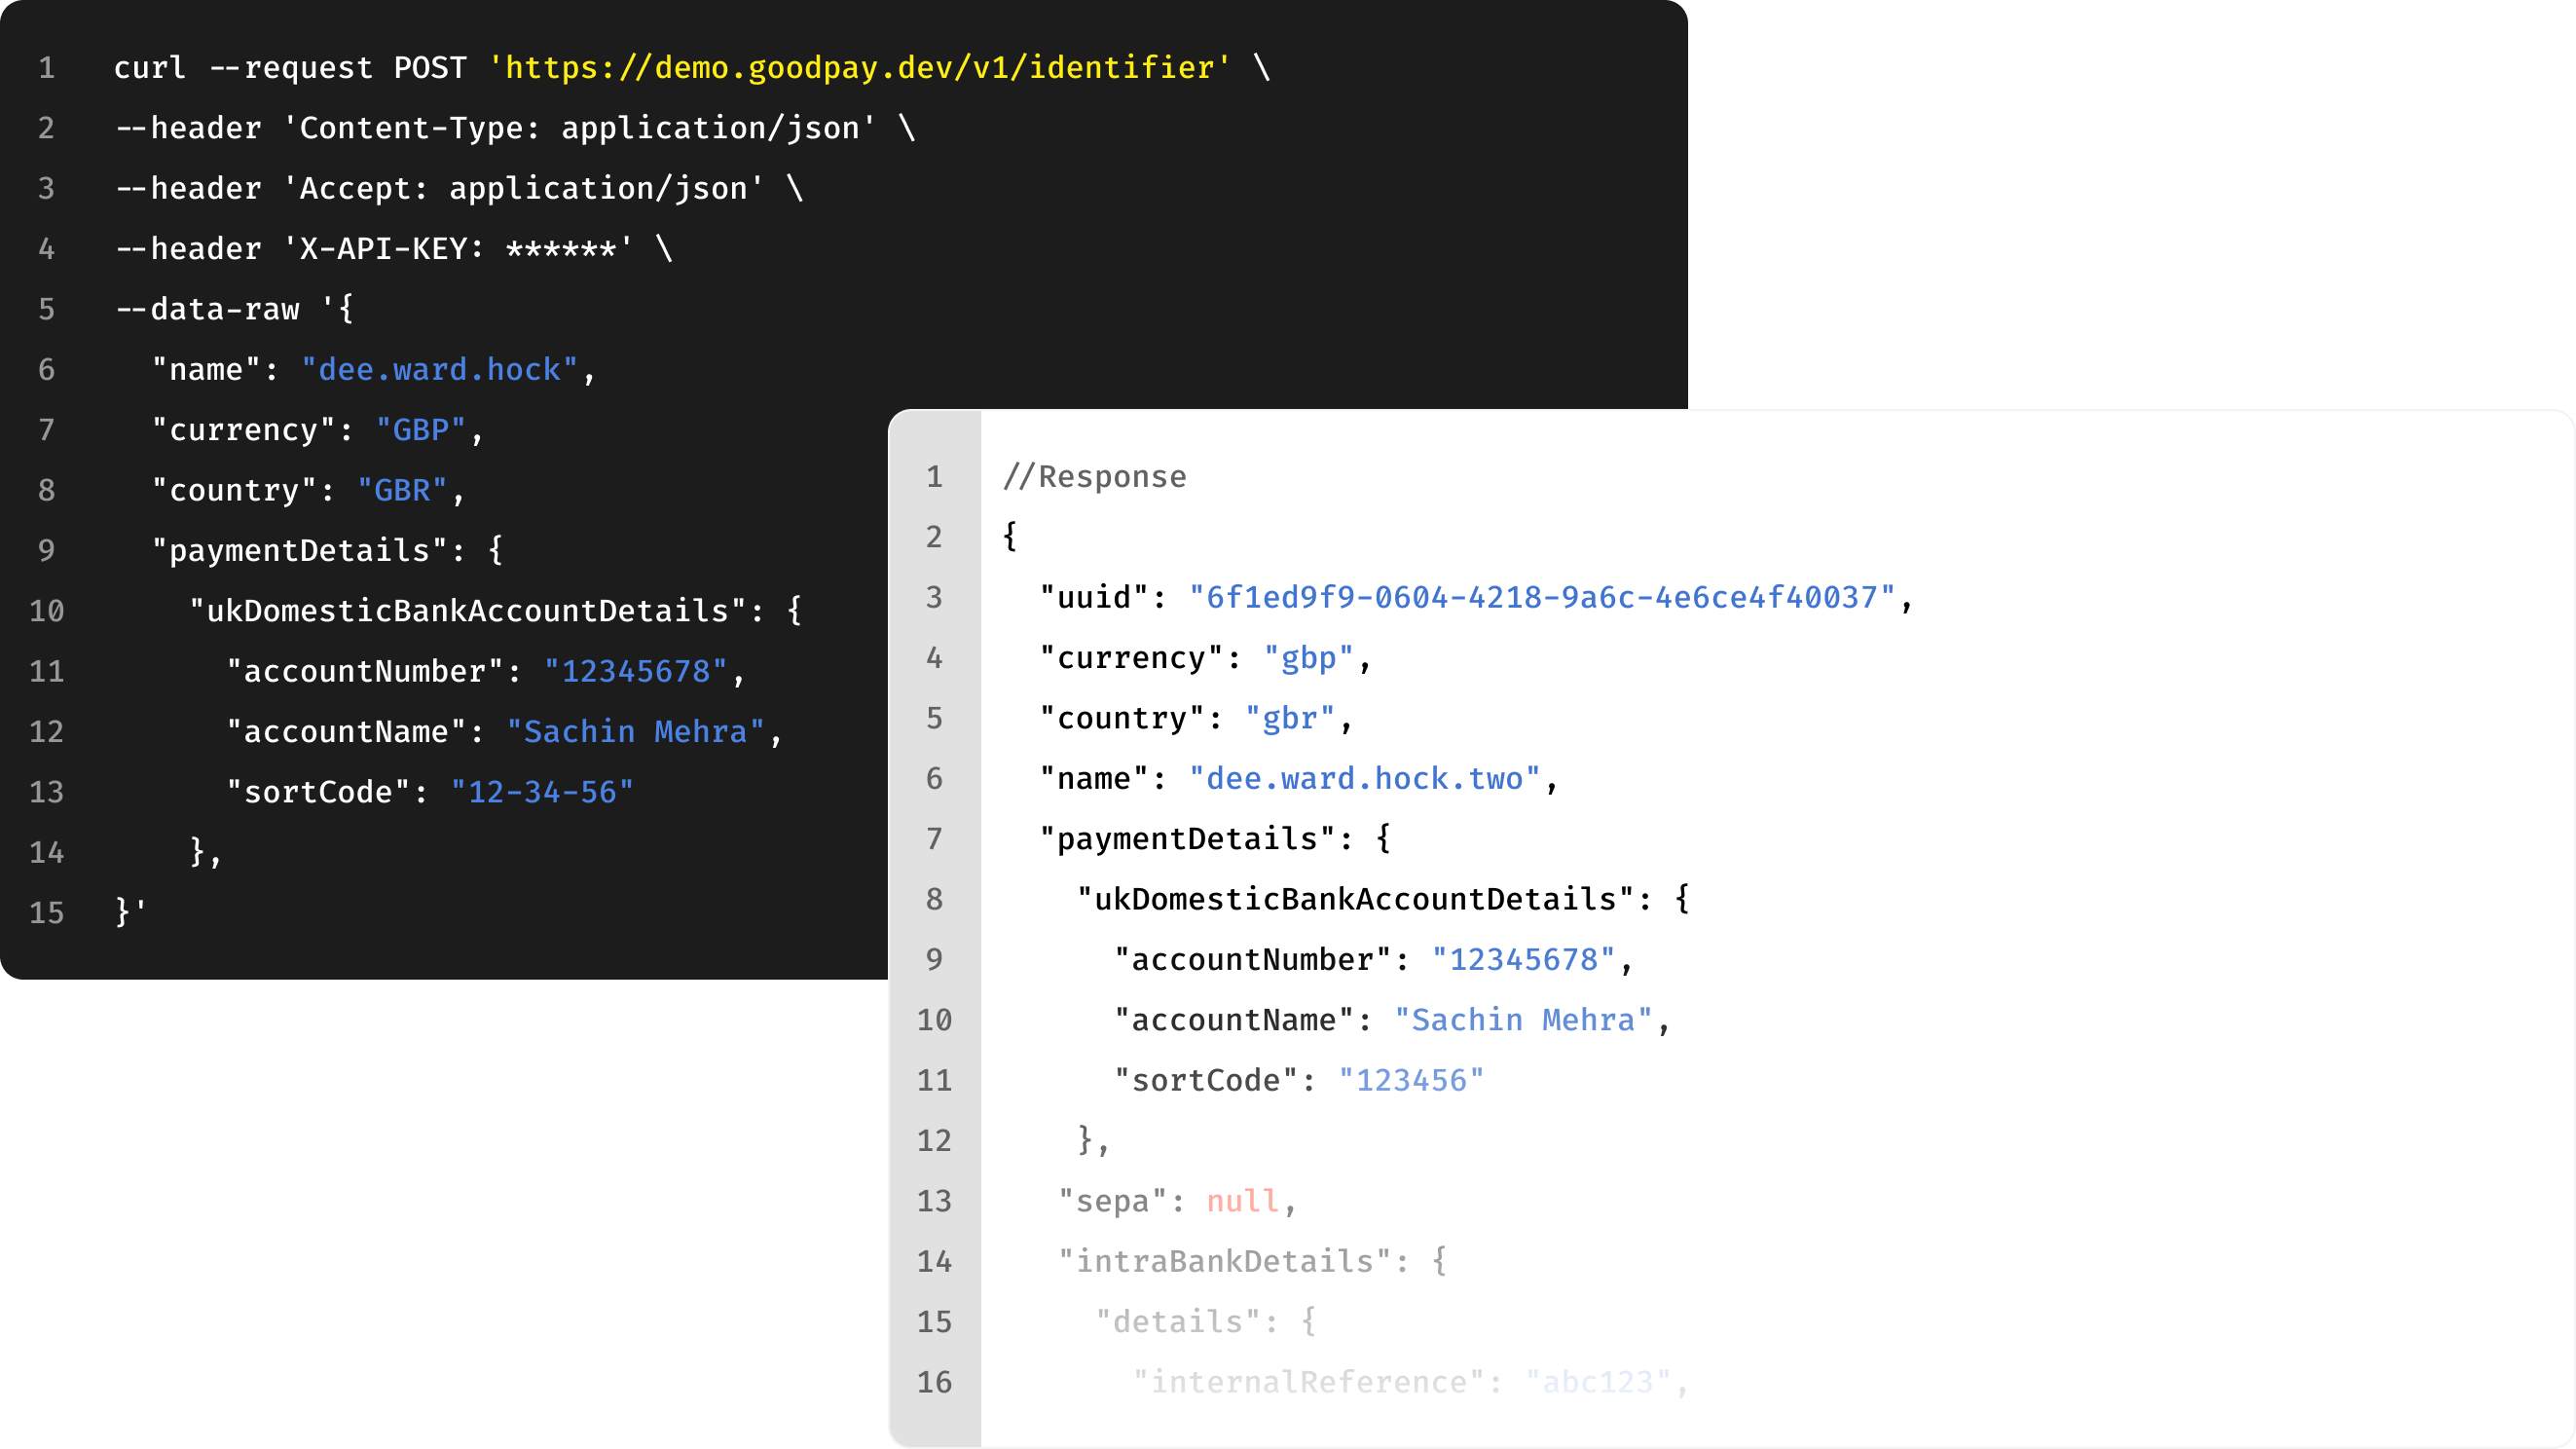 1 curl --request POST 'https://demo.goodpay.dev/v1/identifier' \
2 --header 'Content-Type: application/json' \
3 --header 'Accept: application/json' \
4 --header 'X-API-KEY: ******' \
5 --data-raw '{
6 "name": "dee.ward.hock",
7 "currency": "GBP",
8 "country": "GBR",
9 "paymentDetails": {
10 "ukDomesticBankAccountDetails": {
11 "accountNumber": "12345678",
12 "accountName": "Sachin Mehra",
13 "sortCode": "12-34-56"
14 },
15 }'
1 //Response
2 {
3 "uuid": "6f1ed9f9-0604-4218-9a6c-4e6ce4f40037",
4 "currency": "gbp",
5 "country": "gbr",
6 "name": "dee.ward.hock.two",
7 "paymentDetails": {
8 "ukDomesticBankAccountDetails": {
9 "accountNumber": "12345678",
10 "accountName": "Sachin Mehra",
11 "sortCode": "123456"
12 },
13 "sepa": null,
14 "intraBankDetails": {
15 "details": {
16 "internalReference": "abc123",